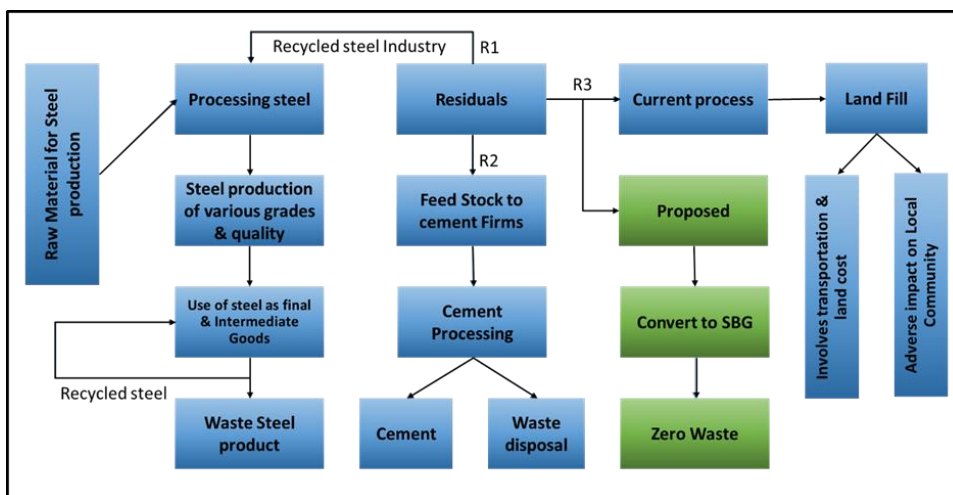 Recycled steel Industry
R1
R3
Raw Material for Steel
production
Processing steel
Residuals
Current process
Land Fill
R2
Steel production
of various grades
& quality
Feed Stock to
cement Firms
Proposed
Involves transportation &
land cost
Adverse impact on Local
Community
Use of steel as final
& Intermediate
Goods
Cement
Processing
Convert to SBG
Recycled steel
Waste Steel
product
Cement
Waste
disposal
Zero Waste